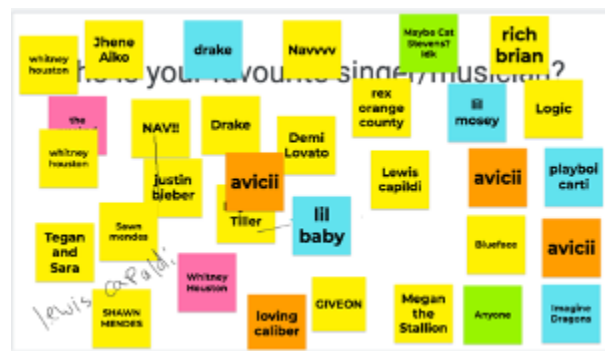 whitney
houston
Jhene
Aiko
drake
Navvvv
Maybe Cat
Stevens?
Idk
rich
brian
he is your favourite singer/musician?
the
whitney
houston
NAV!!
Drake
Demi
Lovato
rex
orange
county
lil
mosey
Logic
justin
bieber
avicii
Tiller
lil
baby
Lewis
capildi
avicii
playboi
carti
Tegan
and
Sara
Sawn
mendes
lewis capaldi
Whitney
Houston
Blueface
avicii
SHAWN
MENDES
loving
caliber
GIVEON
Megan
the
Stallion
Anyone
Imagine
Dragons